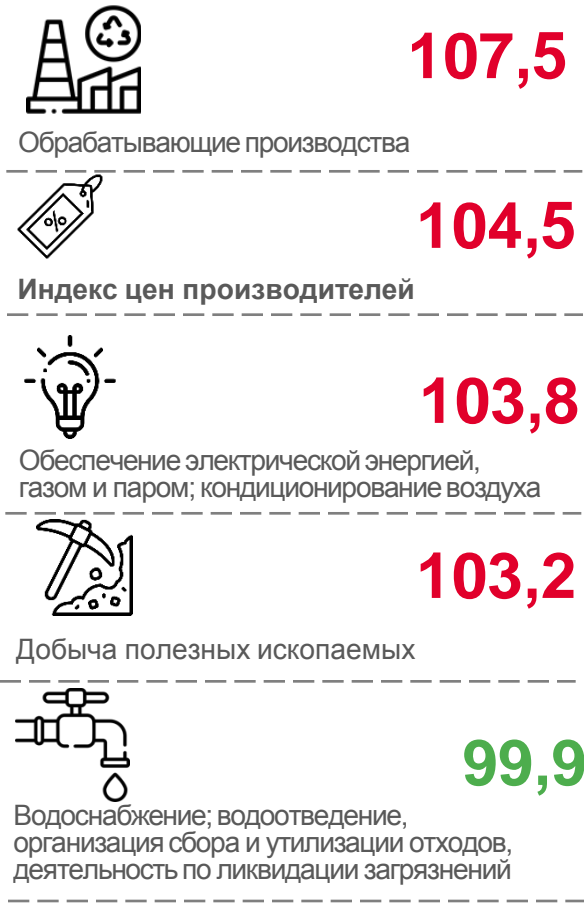 107,5
Обрабатывающие производства
%
104,5
Индекс цен производителей
103,8
Обеспечение электрической энергией,
газом и паром; кондиционирование воздуха
103,2
Добыча полезных ископаемых
99,9
Водоснабжение; водоотведение,
организация сбора и утилизации отходов,
деятельность по ликвидации загрязнений